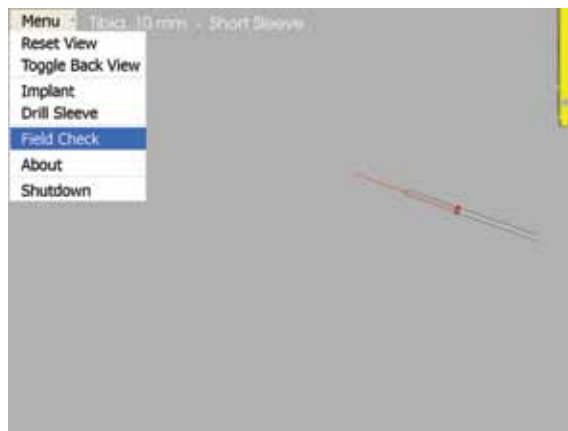 Menu
Tibia, 10 mm - Short Sleeve
Reset View
Toggle Back View
Implant
Drill Sleeve
Field Check
About
Shutdown